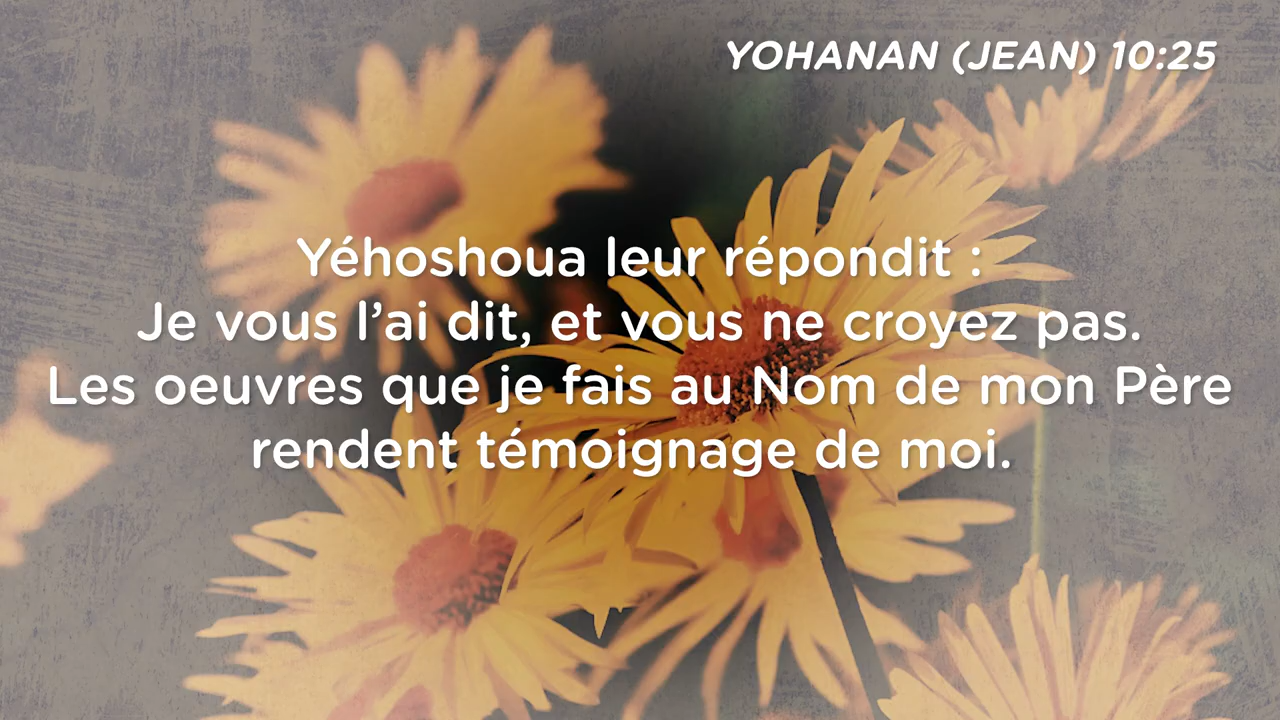 YOHANAN (JEAN) 10:25
Yéhoshoua leur répondit :
Je vous l’ai dit, et vous ne croyez pas.
Les oeuvres que je fais au Nom de mon Père
rendent témoignage de moi.